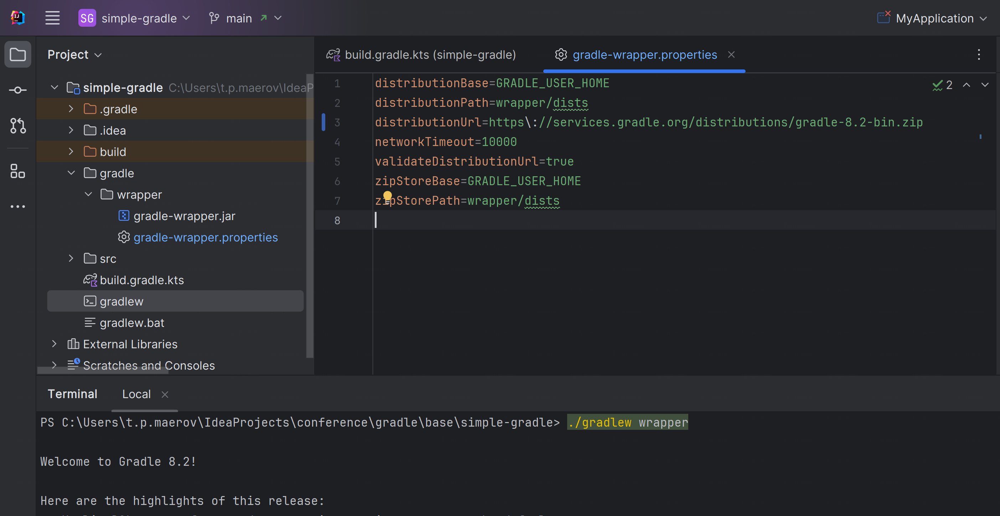 IJ
SG simple-gradle main MyApplication
Project
simple-gradle C:\Users\t.p.maerov\IdeaP
.gradle
.idea
build
gradle
wrapper
gradle-wrapper.jar
gradle-wrapper.properties
src
build.gradle.kts
gradlew
gradlew.bat
External Libraries
Scratches and Consoles
build.gradle.kts (simple-gradle) gradle-wrapper.properties
1 distributionBase=GRADLE_USER_HOME
2 distributionPath=wrapper/dists
3 distributionUrl=https\://services.gradle.org/distributions/gradle-8.2-bin.zip
4 networkTimeout=10000
5 validateDistributionUrl=true
6 zipStoreBase=GRADLE_USER_HOME
7 zipStorePath=wrapper/dists
8
2
Terminal Local
PS C:\Users\t.p.maerov\IdeaProjects\conference\gradle\base\simple-gradle> ./gradlew wrapper
Welcome to Gradle 8.2!
Here are the highlights of this release: